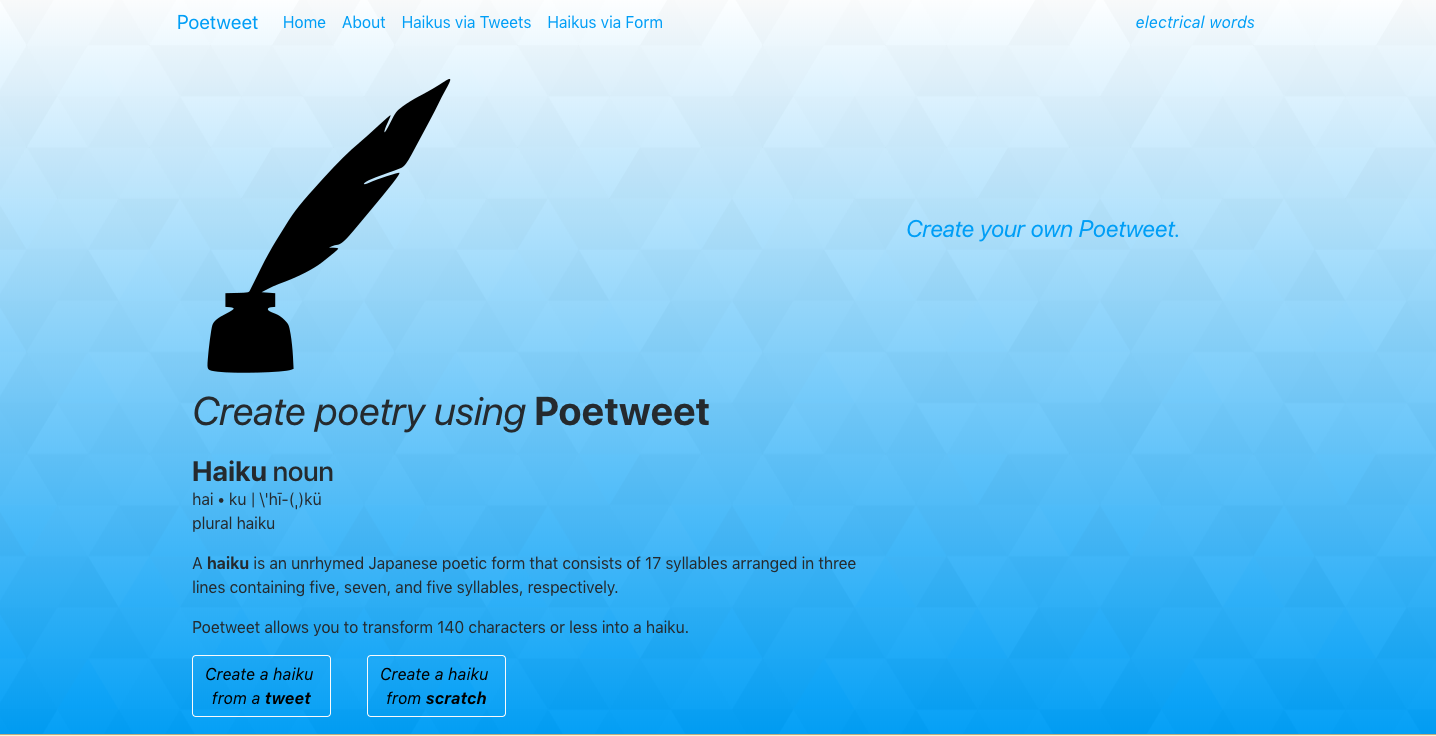 Poetweet Home About Haikus via Tweets Haikus via Form electrical words
Create your own Poetweet.
Create poetry using Poetweet
Haiku noun
hai • ku | \'hī-(ˌ)kü
plural haiku
A haiku is an unrhymed Japanese poetic form that consists of 17 syllables arranged in three
lines containing five, seven, and five syllables, respectively.
Poetweet allows you to transform 140 characters or less into a haiku.
Create a haiku
from a tweet
Create a haiku
from scratch